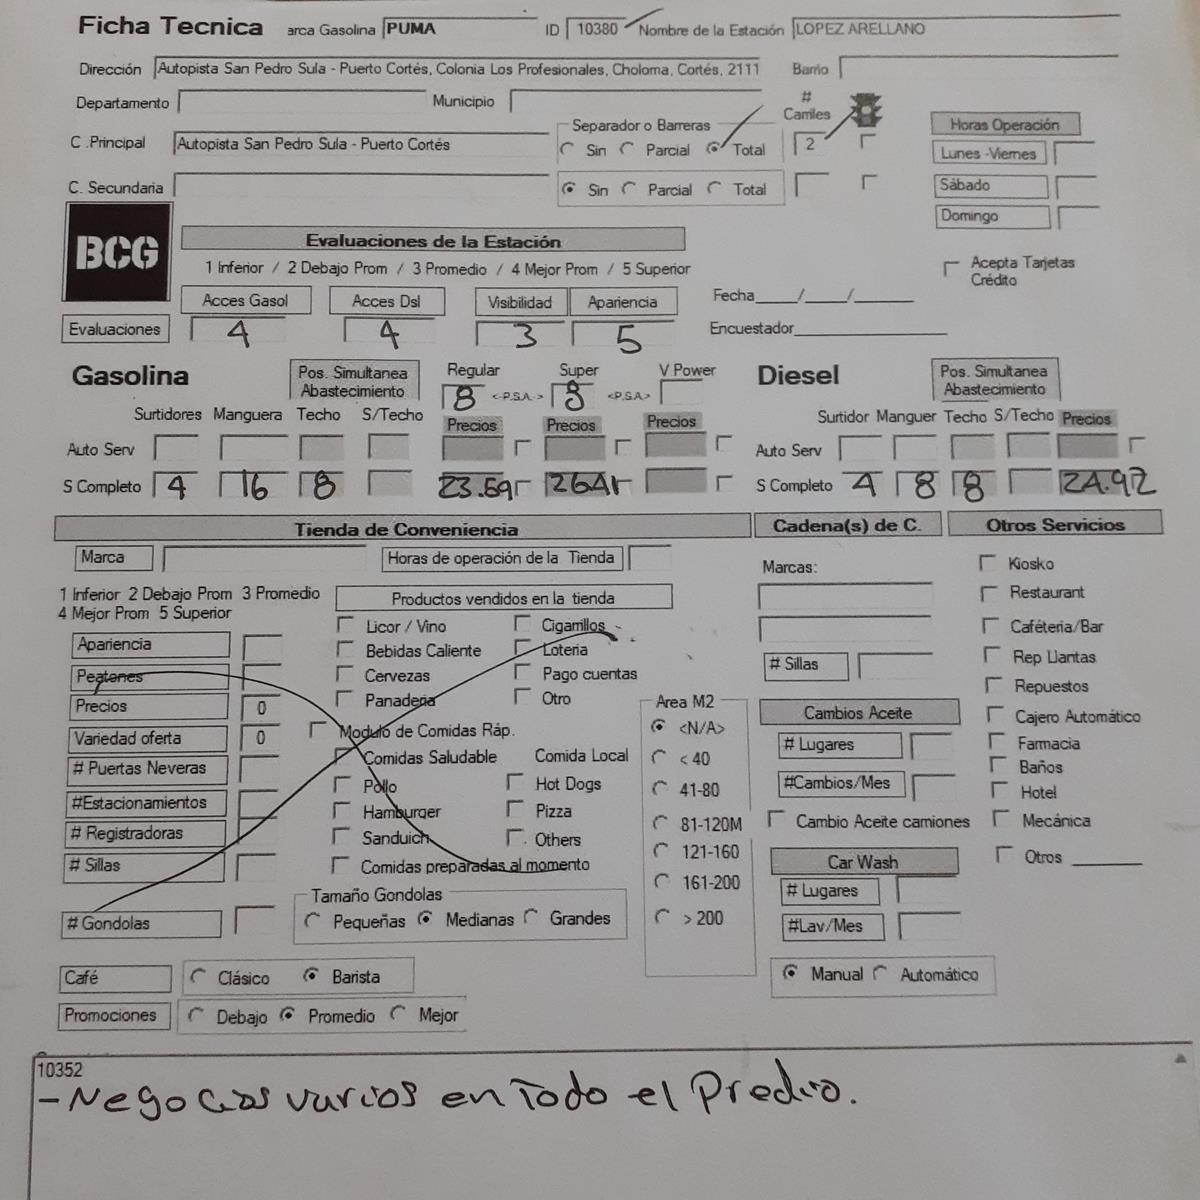 Ficha Tecnica arca Gasolina PUMA ID 10380 Nombre de la Estación LOPEZ ARELLANO
Dirección Autopista San Pedro Sula - Puerto Cortés, Colonia Los Profesionales, Choloma, Cortés, 2111 Barrio
Departamento Municipio # Carriles
Separador o Barreras Horas Operación
C .Principal Autopista San Pedro Sula - Puerto Cortés Sin Parcial Total 2 Lunes -Viernes
C. Secundaria Sin Parcial Total Sábado
Domingo
BCG Evaluaciones de la Estación
1 Inferior / 2 Debajo Prom / 3 Promedio / 4 Mejor Prom / 5 Superior Acepta Tarjetas Crédito
Acces Gasol Acces Dsl Visibilidad Apariencia Fecha___/___/___
Evaluaciones 4 4 3 5 Encuestador
Gasolina Pos. Simultanea Abastecimiento Regular Super V Power Diesel Pos. Simultanea Abastecimiento
8 <-P.S.A.-> 8 <P.S.A>
Surtidores Manguera Techo S/Techo Precios Precios Precios Surtidor Manguer Techo S/Techo Precios
Auto Serv Auto Serv
S Completo 4 16 8 23.69 26.41 S Completo 4 8 8 24.92
Tienda de Conveniencia Cadena(s) de C. Otros Servicios
Marca Horas de operación de la Tienda Marcas: Kiosko
1 Inferior 2 Debajo Prom 3 Promedio Productos vendidos en la tienda Restaurant
4 Mejor Prom 5 Superior
Licor / Vino Cigarrillos Caféteria/Bar
Apariencia Bebidas Caliente Loteria # Sillas Rep Llantas
Peatones Cervezas Pago cuentas Repuestos
Precios 0 Panaderia Otro Area M2 Cambios Aceite Cajero Automático
Variedad oferta 0 Modulo de Comidas Ráp. <N/A> # Lugares Farmacia
# Puertas Neveras Comidas Saludable Comida Local < 40 Baños
#Estacionamientos Pollo Hot Dogs 41-80 #Cambios/Mes Hotel
# Registradoras Hamburger Pizza 81-120M Cambio Aceite camiones Mecánica
# Sillas Sanduich Others 121-160 Car Wash Otros
Comidas preparadas al momento 161-200 # Lugares
Tamaño Gondolas
# Gondolas Pequeñas Medianas Grandes > 200 #Lav/Mes
Café Clásico Barista Manual Automático
Promociones Debajo Promedio Mejor
10352
- Negocios varios en Todo el Predio.